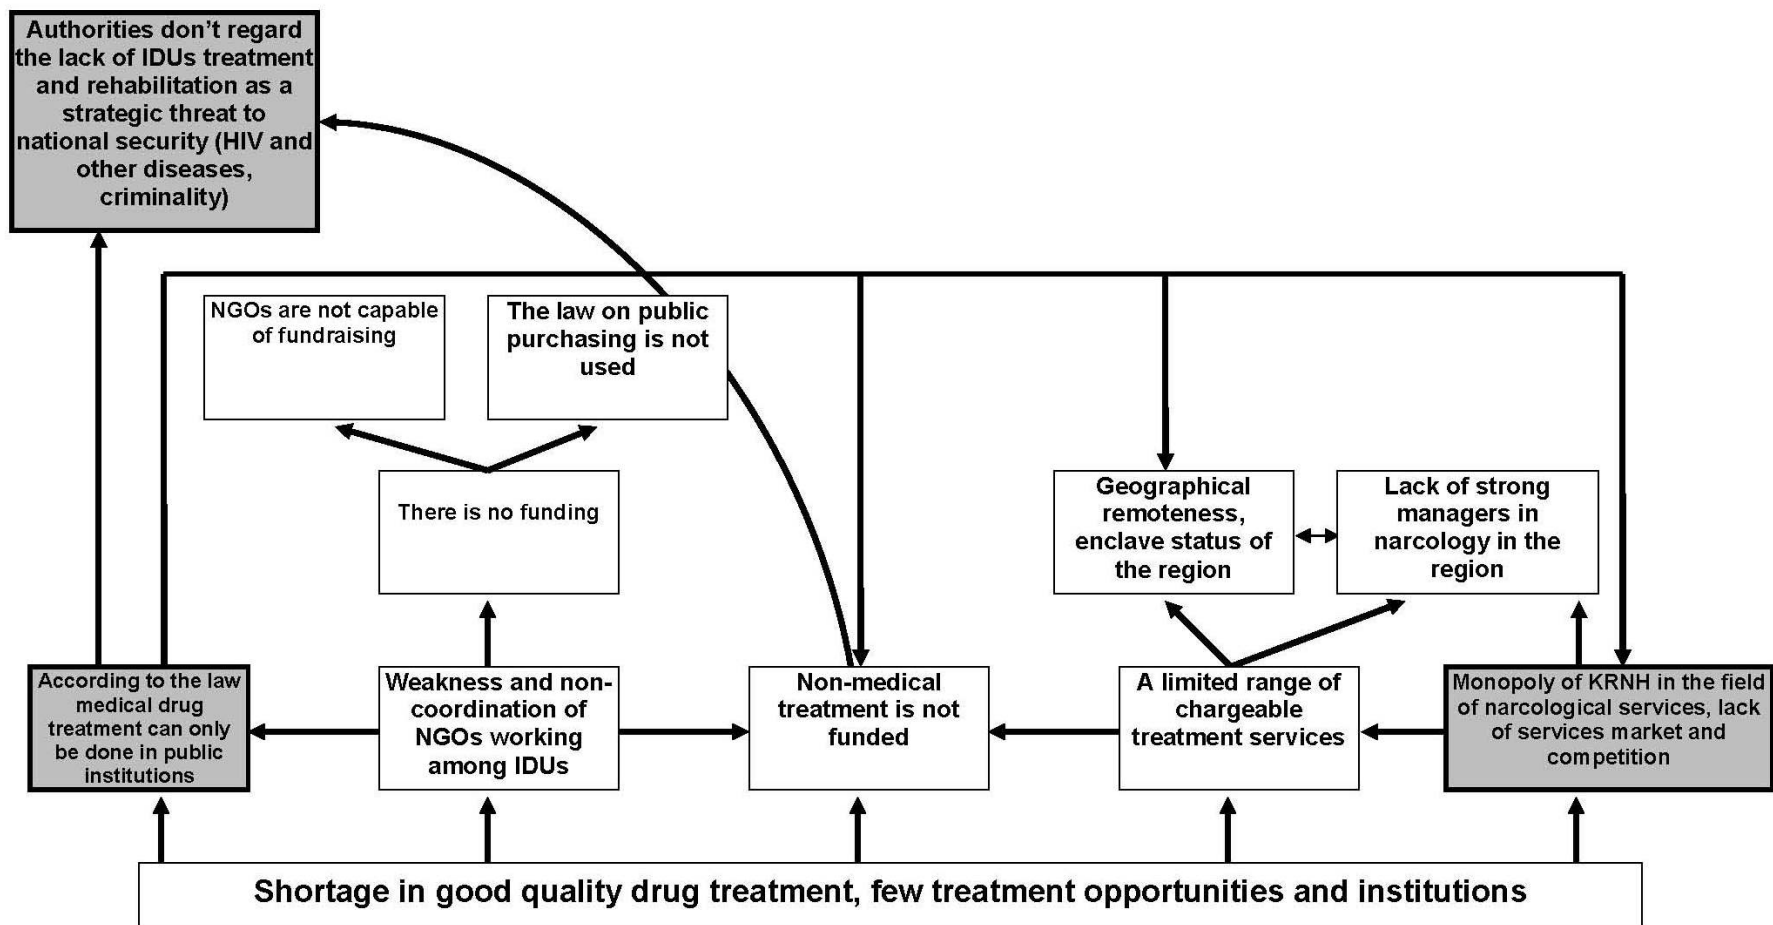 Authorities don’t regard
the lack of IDUs treatment
and rehabilitation as a
strategic threat to
national security (HIV and
other diseases,
criminality)
NGOs are not capable
of fundraising
The law on public
purchasing is not
used
There is no funding
Geographical
remoteness,
enclave status of
the region
Lack of strong
managers in
narcology in the
region
According to the law
medical drug
treatment can only
be done in public
institutions
Weakness and non-
coordination of
NGOs working
among IDUs
Non-medical
treatment is not
funded
A limited range of
chargeable
treatment services
Monopoly of KRNH in the field
of narcological services, lack
of services market and
competition
Shortage in good quality drug treatment, few treatment opportunities and institutions